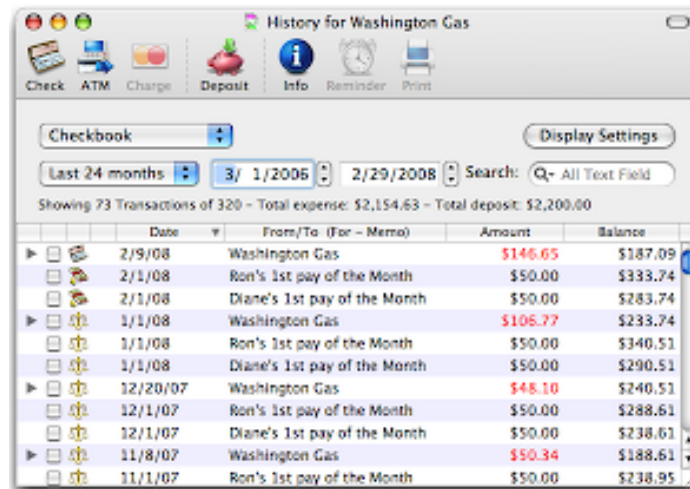 History for Washington Gas
Check ATM Charge Deposit Info Reminder Print
Checkbook Display Settings
Last 24 months 3/ 1/2006 2/29/2008 Search: Q- All Text Field
Showing 73 Transactions of 320 - Total expense: $2,154.63 - Total deposit: $2,200.00
Date From/To (For - Memo) Amount Balance
2/9/08 Washington Gas $146.65 $187.09
2/1/08 Ron's 1st pay of the Month $50.00 $333.74
2/1/08 Diane's 1st pay of the Month $50.00 $283.74
1/1/08 Washington Gas $106.77 $233.74
1/1/08 Ron's 1st pay of the Month $50.00 $340.51
1/1/08 Diane's 1st pay of the Month $50.00 $290.51
12/20/07 Washington Gas $48.10 $240.51
12/1/07 Ron's 1st pay of the Month $50.00 $288.61
12/1/07 Diane's 1st pay of the Month $50.00 $238.61
11/8/07 Washington Gas $50.34 $188.61
11/1/07 Ron's 1st pay of the Month $50.00 $238.95